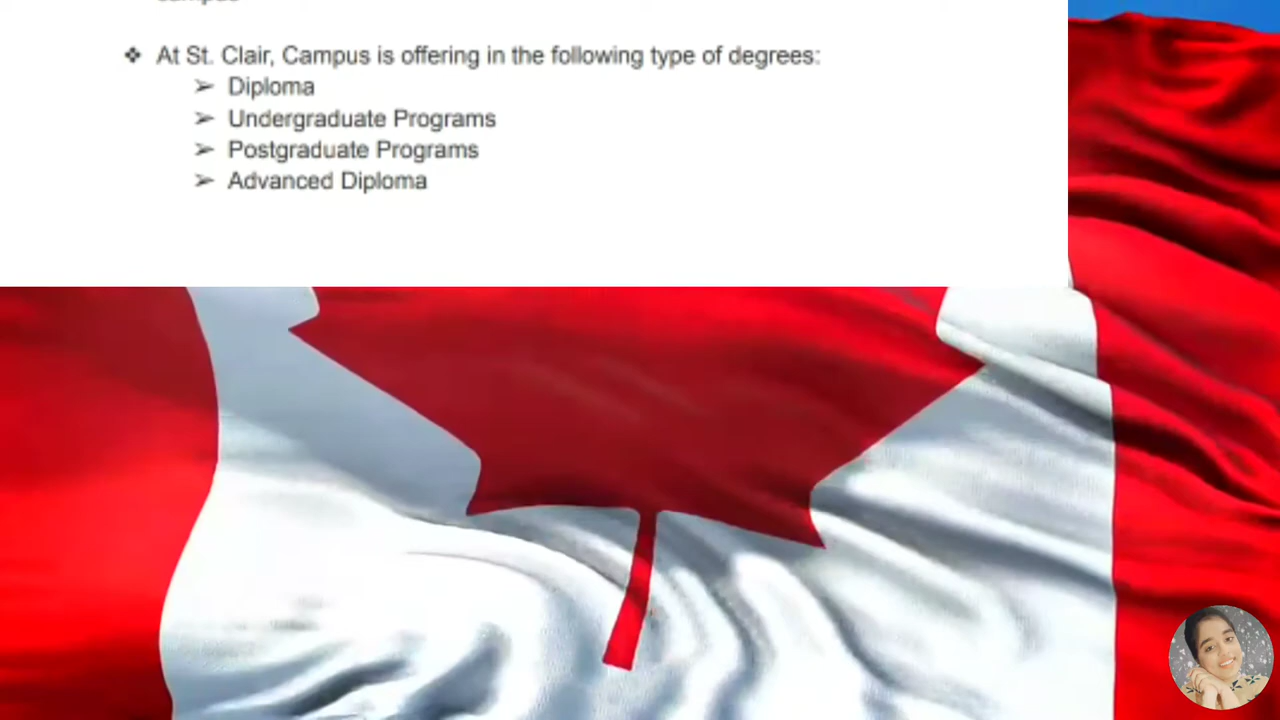 ❖ At St. Clair, Campus is offering in the following type of degrees:
➢ Diploma
➢ Undergraduate Programs
➢ Postgraduate Programs
➢ Advanced Diploma